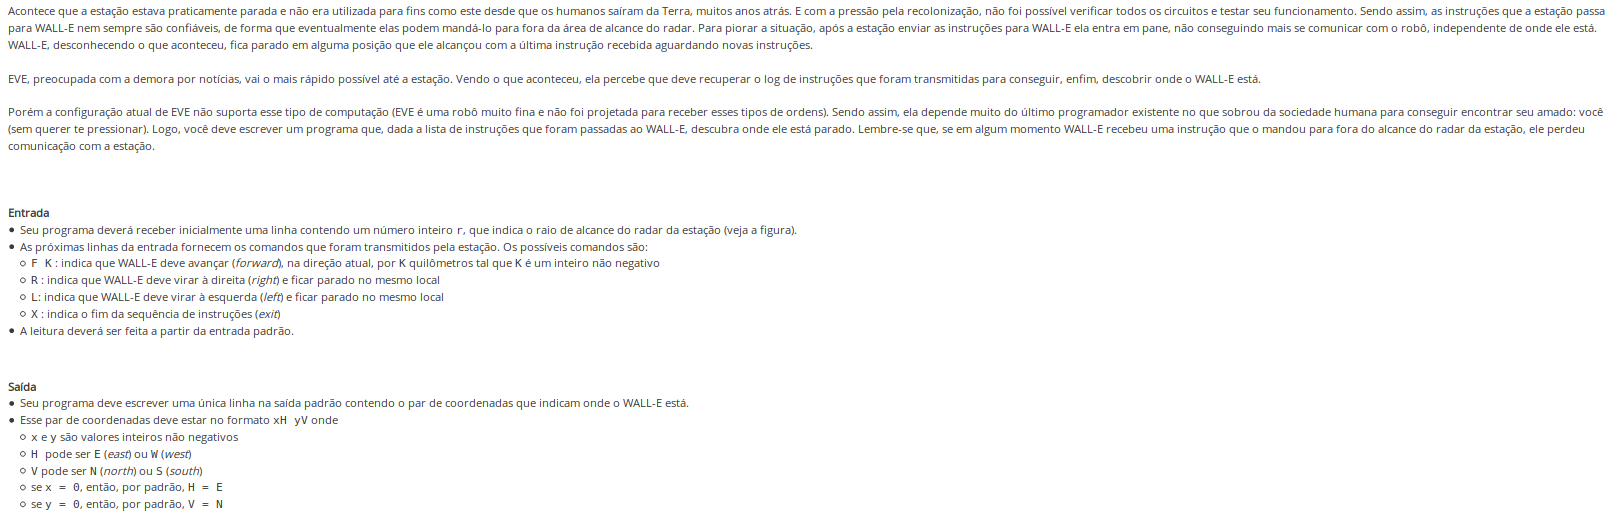 Acontece que a estação estava praticamente parada e não era utilizada para fins como este desde que os humanos saíram da Terra, muitos anos atrás. E com a pressão pela recolonização, não foi possível verificar todos os circuitos e testar seu funcionamento. Sendo assim, as instruções que a estação passa
para WALL-E nem sempre são confiáveis, de forma que eventualmente elas podem mandá-lo para fora da área de alcance do radar. Para piorar a situação, após a estação enviar as instruções para WALL-E ela entra em pane, não conseguindo mais se comunicar com o robô, independente de onde ele está.
WALL-E, desconhecendo o que aconteceu, fica parado em alguma posição que ele alcançou com a última instrução recebida aguardando novas instruções.
EVE, preocupada com a demora por notícias, vai o mais rápido possível até a estação. Vendo o que aconteceu, ela percebe que deve recuperar o log de instruções que foram transmitidas para conseguir, enfim, descobrir onde o WALL-E está.
Porém a configuração atual de EVE não suporta esse tipo de computação (EVE é uma robô muito fina e não foi projetada para receber esses tipos de ordens). Sendo assim, ela depende muito do último programador existente no que sobrou da sociedade humana para conseguir encontrar seu amado: você
(sem querer te pressionar). Logo, você deve escrever um programa que, dada a lista de instruções que foram passadas ao WALL-E, descubra onde ele está parado. Lembre-se que, se em algum momento WALL-E recebeu uma instrução que o mandou para fora do alcance do radar da estação, ele perdeu
comunicação com a estação.
Entrada
● Seu programa deverá receber inicialmente uma linha contendo um número inteiro r, que indica o raio de alcance do radar da estação (veja a figura).
● As próximas linhas da entrada fornecem os comandos que foram transmitidos pela estação. Os possíveis comandos são:
○ F K : indica que WALL-E deve avançar (forward), na direção atual, por K quilômetros tal que K é um inteiro não negativo
○ R : indica que WALL-E deve virar à direita (right) e ficar parado no mesmo local
○ L: indica que WALL-E deve virar à esquerda (left) e ficar parado no mesmo local
○ X : indica o fim da sequência de instruções (exit)
● A leitura deverá ser feita a partir da entrada padrão.
Saída
● Seu programa deve escrever uma única linha na saída padrão contendo o par de coordenadas que indicam onde o WALL-E está.
● Esse par de coordenadas deve estar no formato xH yV onde
○ x e y são valores inteiros não negativos
○ H pode ser E (east) ou W (west)
○ V pode ser N (north) ou S (south)
○ se x = 0, então, por padrão, H = E
○ se y = 0, então, por padrão, V = N